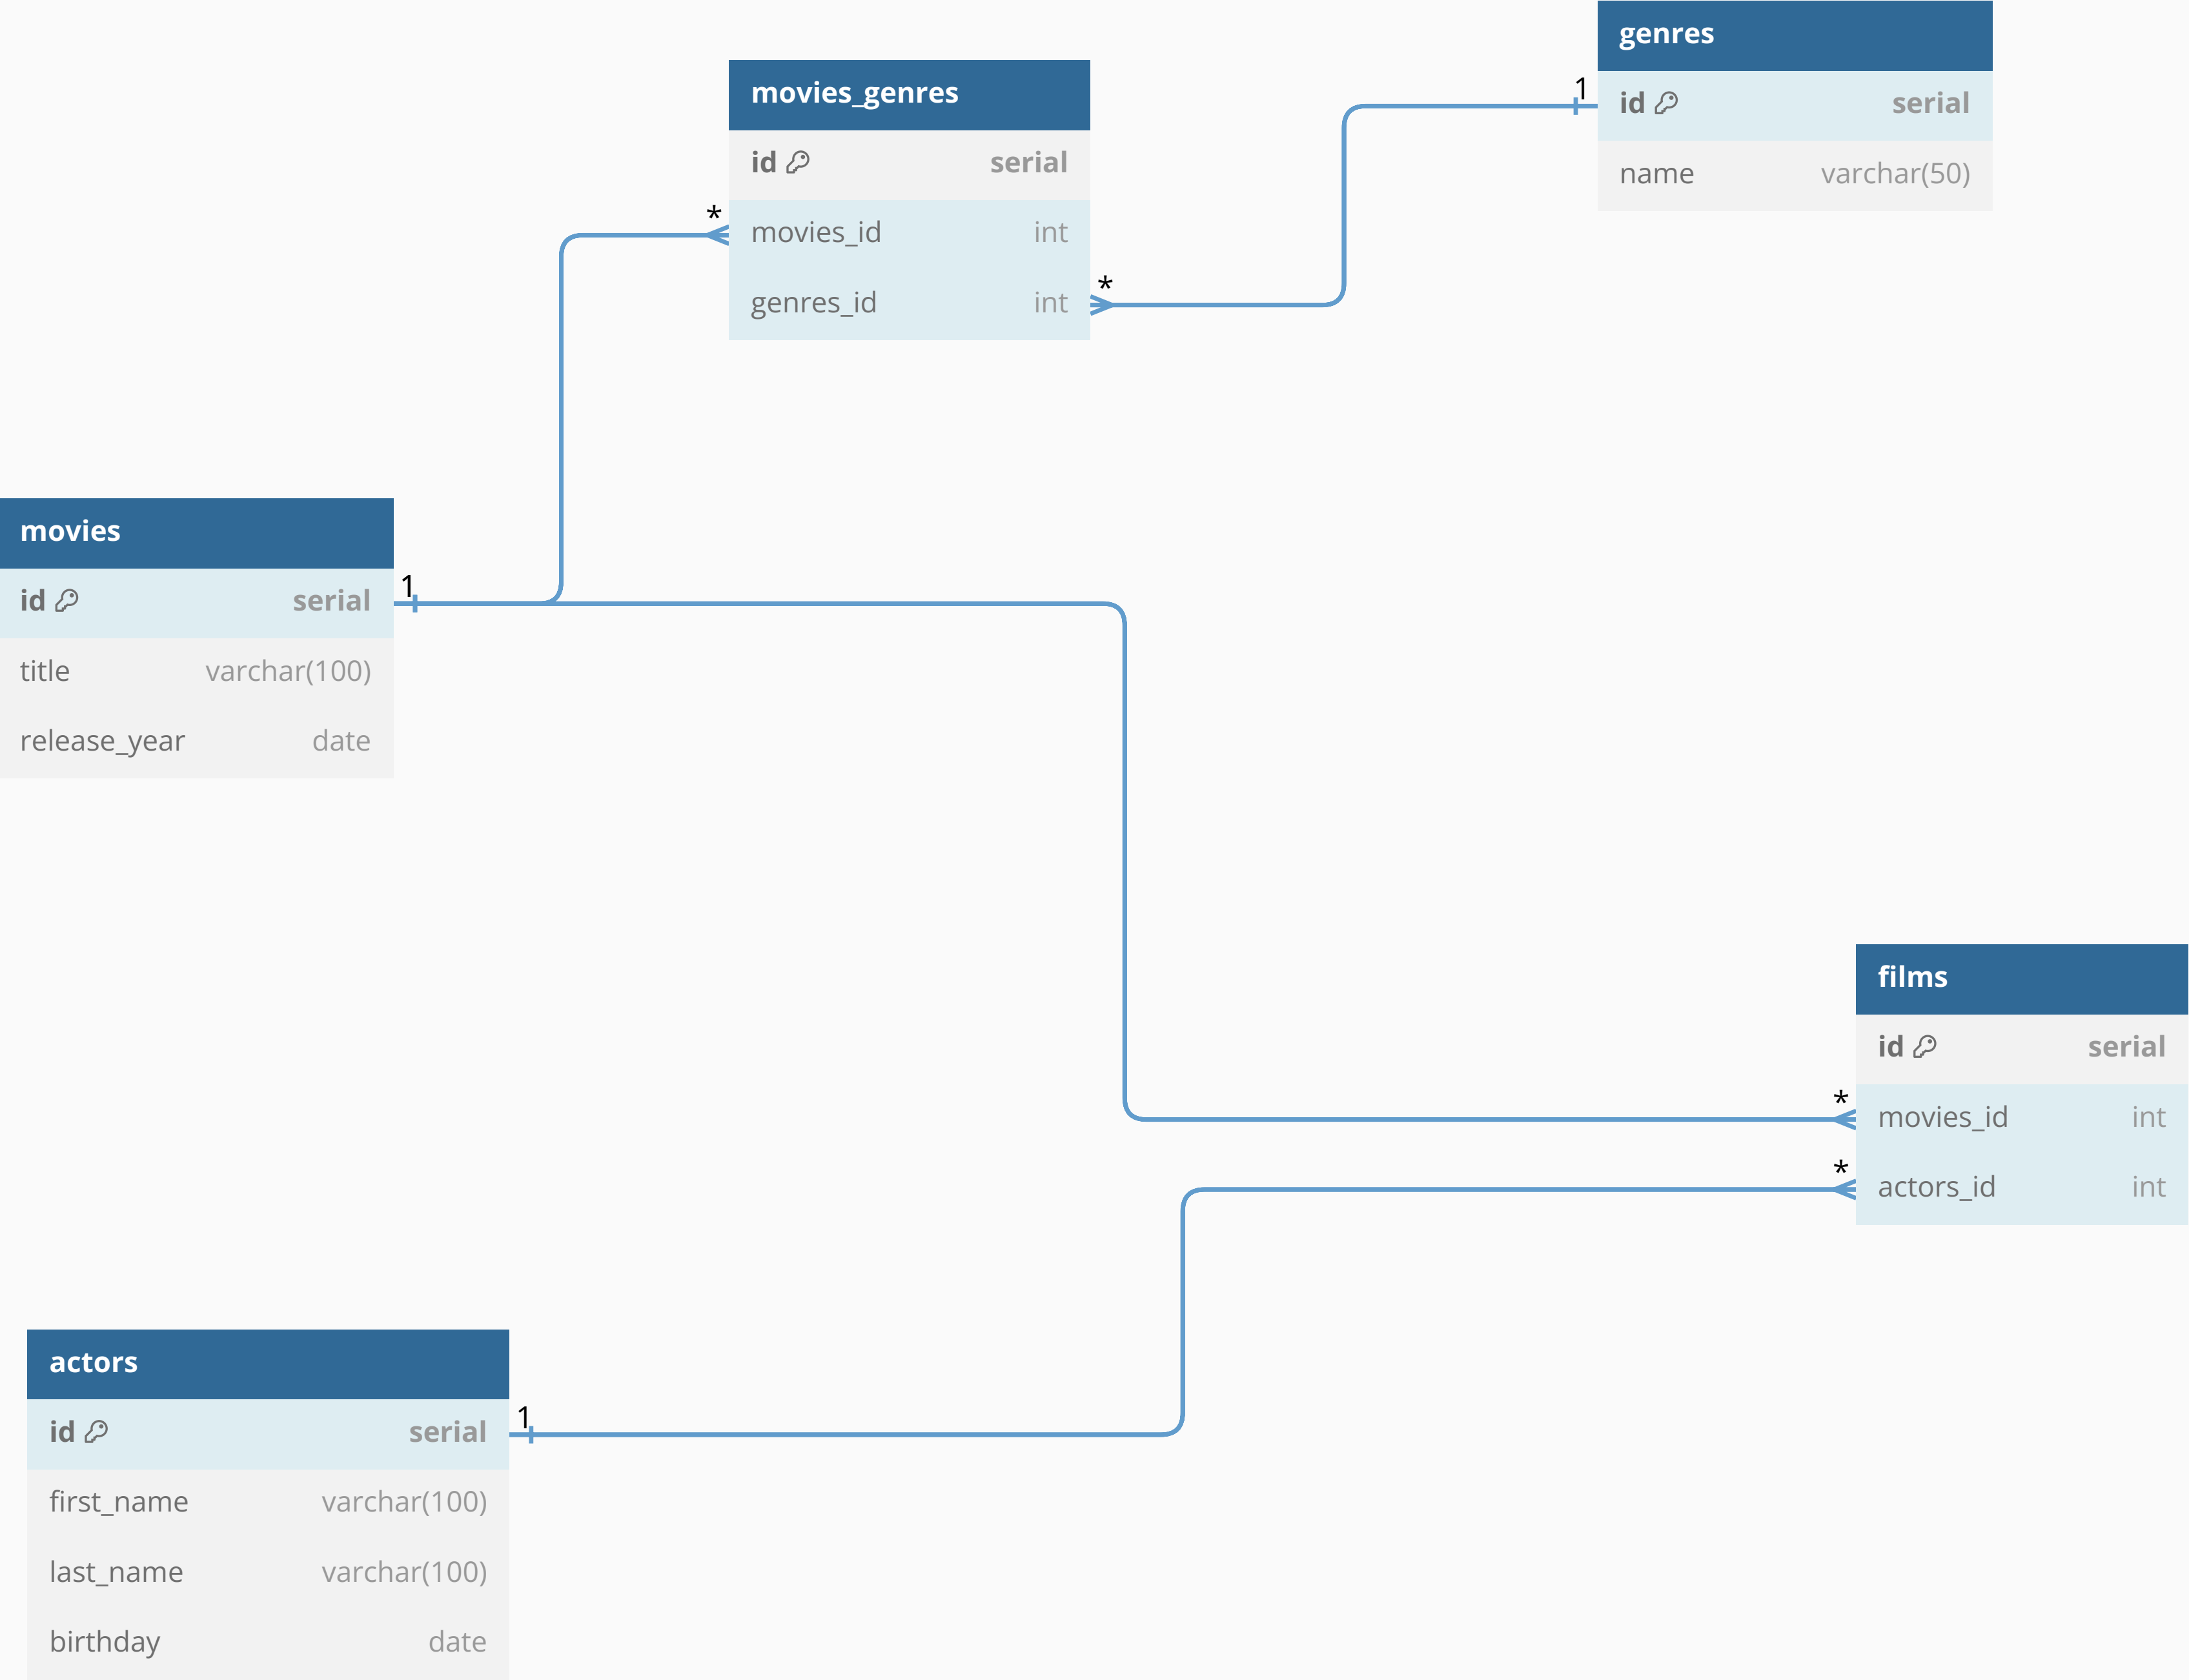 genres
id serial
name varchar(50)
1
movies_genres
id serial
movies_id int
genres_id int
*
*
movies
id serial
title varchar(100)
release_year date
1
films
id serial
movies_id int
actors_id int
*
*
actors
id serial
first_name varchar(100)
last_name varchar(100)
birthday date
1